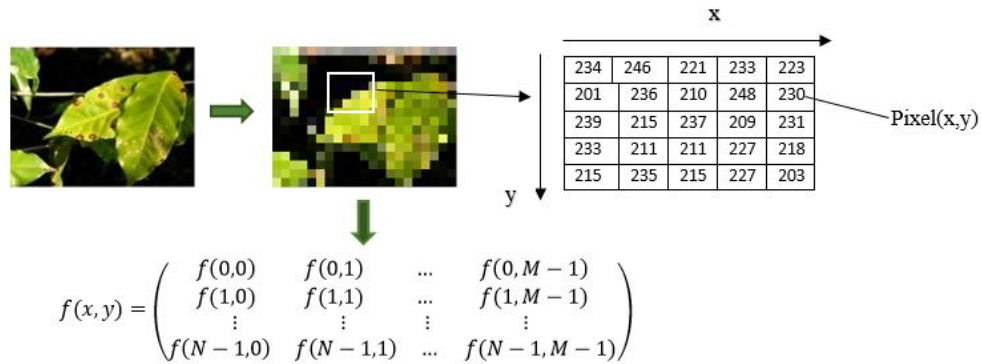 x
234 246 221 233 223
201 236 210 248 230
239 215 237 209 231
233 211 211 227 218
215 235 215 227 203
Pixel(x,y)
y
f(x, y) = ( f(0,0) f(0,1) ... f(0, M − 1)
f(1,0) f(1,1) ... f(1, M − 1)
⋮ ⋮ ⋮ ⋮
f(N − 1,0) f(N − 1,1) ... f(N − 1, M − 1) )